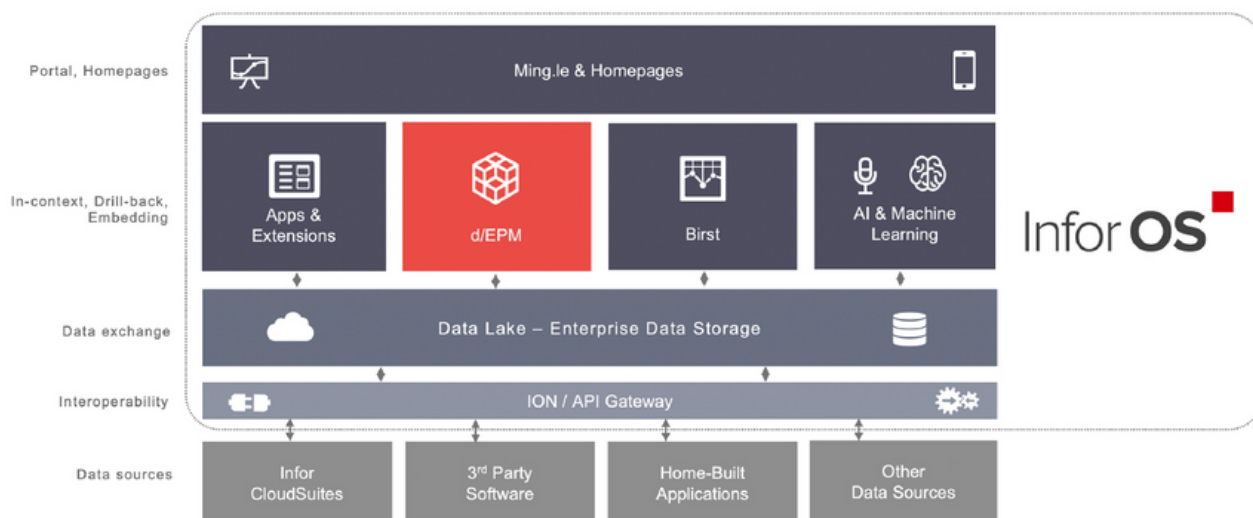 Portal, Homepages
Ming.le & Homepages
In-context, Drill-back,
Embedding
Apps &
Extensions
d/EPM
Birst
AI & Machine
Learning
Infor OS
Data exchange
Data Lake – Enterprise Data Storage
Interoperability
ION / API Gateway
Data sources
Infor
CloudSuites
3rd Party
Software
Home-Built
Applications
Other
Data Sources